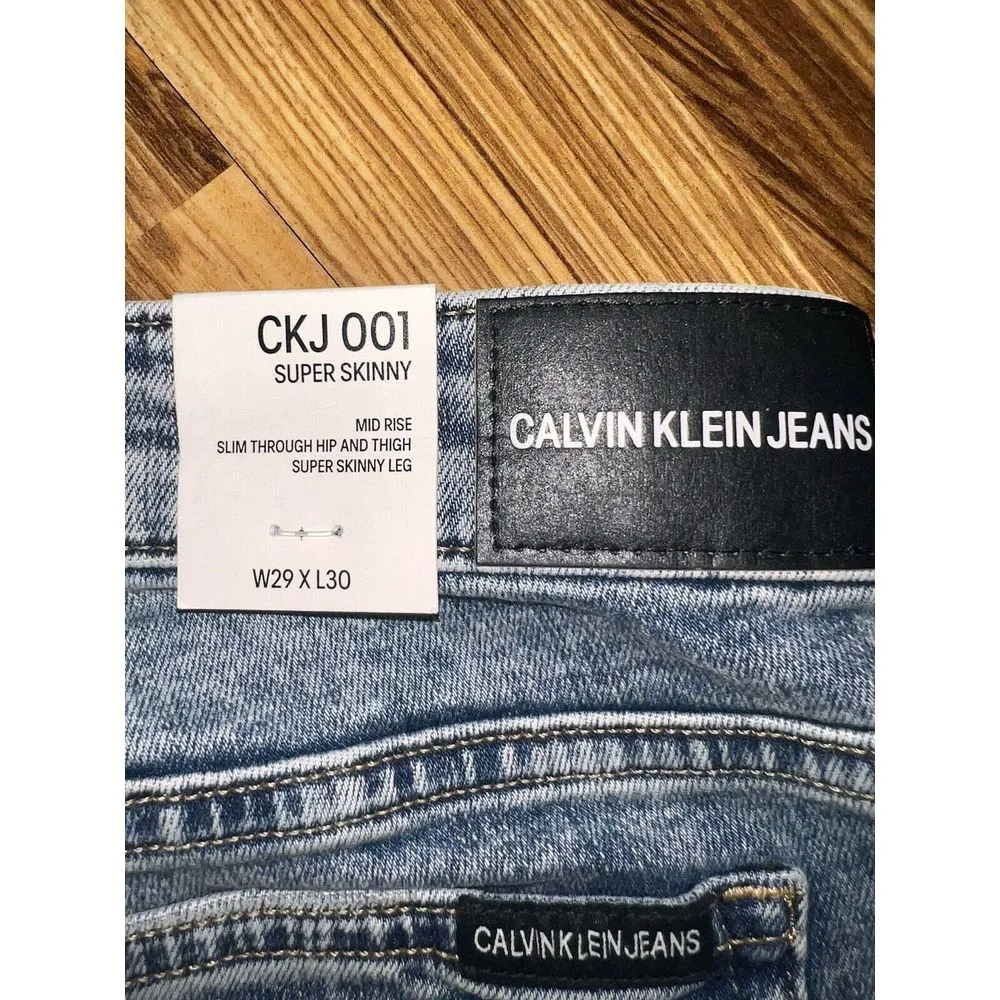 CKJ 001
SUPER SKINNY
MID RISE
SLIM THROUGH HIP AND THIGH
SUPER SKINNY LEG
W29 X L30
CALVIN KLEIN JEANS
CALVIN KLEIN JEANS